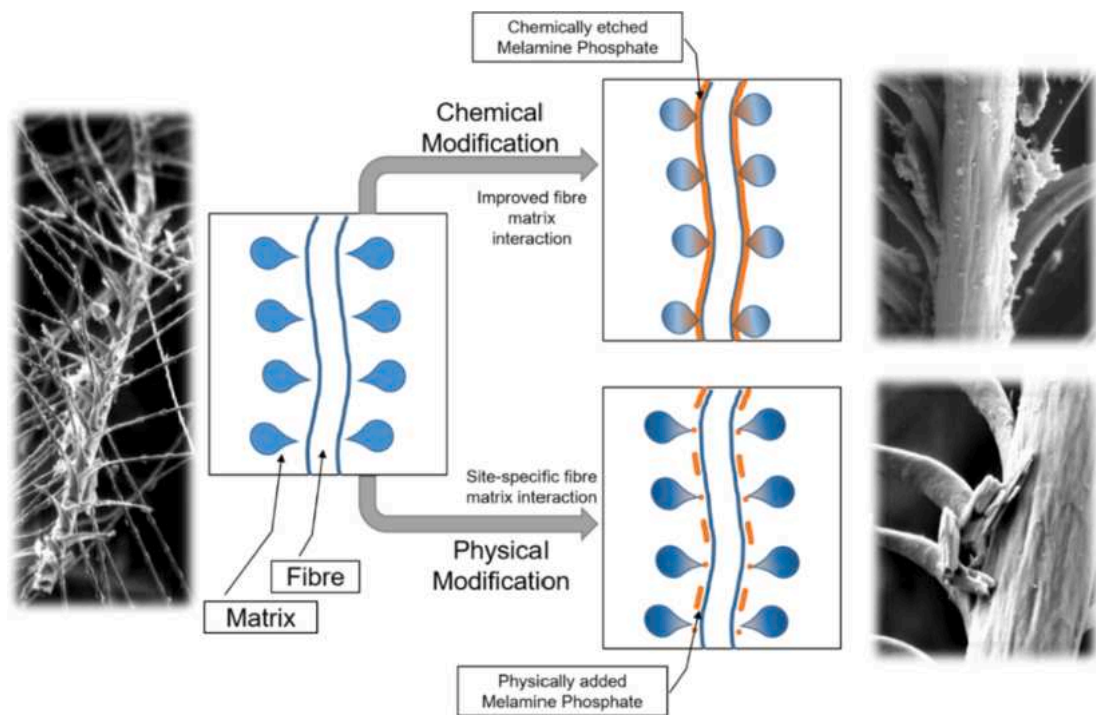 Chemically etched
Melamine Phosphate
Chemical
Modification
Improved fibre
matrix
interaction
Site-specific fibre
matrix interaction
Physical
Modification
Fibre
Matrix
Physically added
Melamine Phosphate